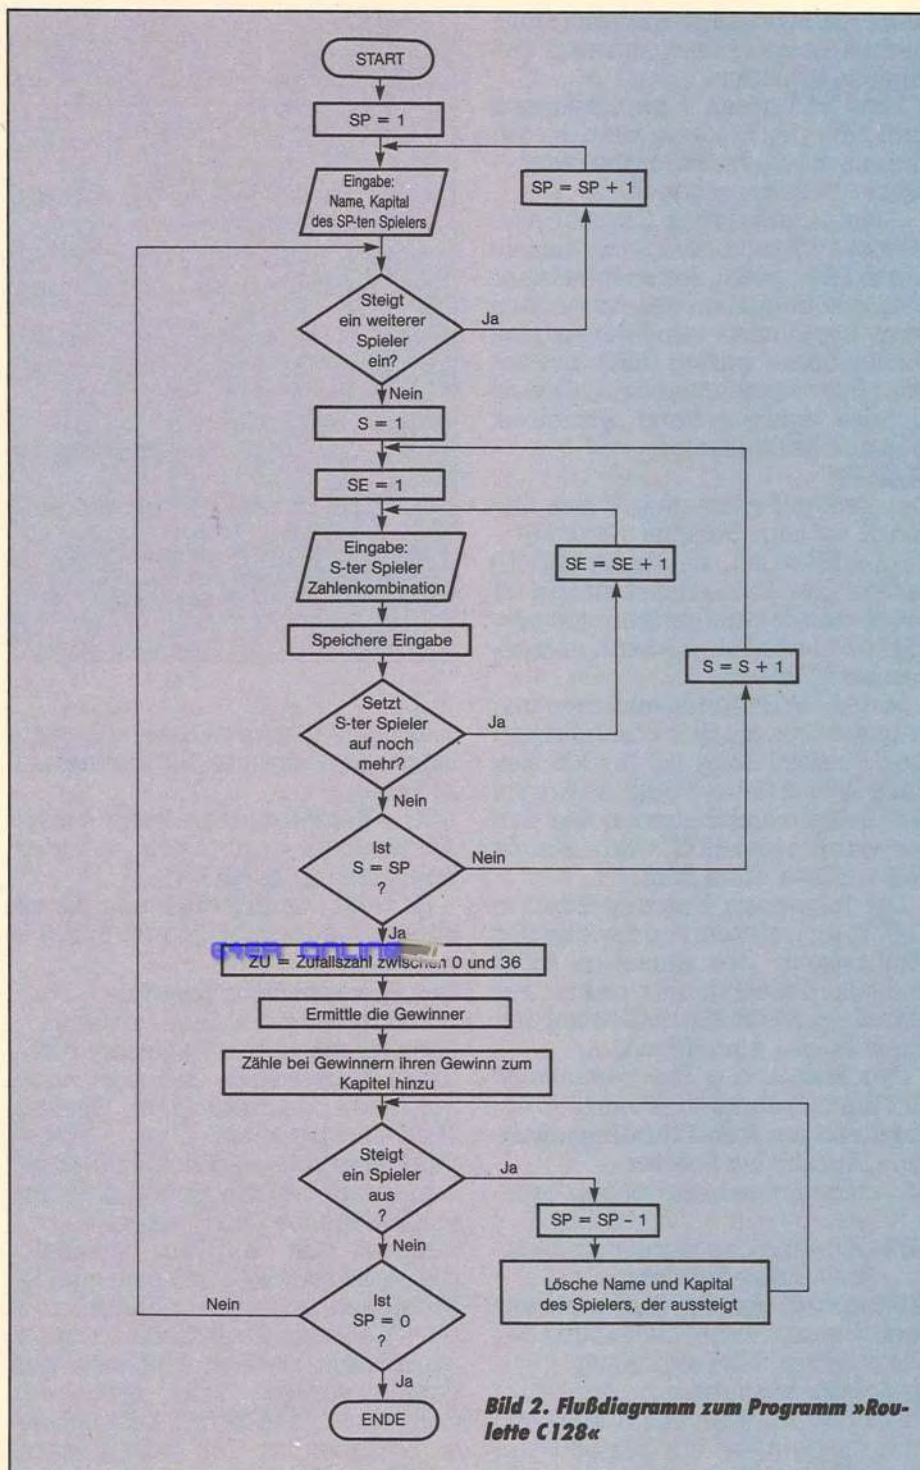 START
SP = 1
SP = SP + 1
Eingabe:
Name, Kapital
des SP-ten Spielers
Steigt
ein weiterer
Spieler
ein?
Ja
Nein
S = 1
SE = 1
Eingabe:
S-ter Spieler
Zahlenkombination
SE = SE + 1
Speichere Eingabe
S = S + 1
Setzt
S-ter Spieler
auf noch
mehr?
Ja
Nein
Ist
S = SP
?
Nein
Ja
64ER ONLINE
ZU = Zufallszahl zwischen 0 und 36
Ermittle die Gewinner
Zähle bei Gewinnern ihren Gewinn zum
Kapitel hinzu
Steigt
ein Spieler
aus
?
Ja
SP = SP - 1
Nein
Lösche Name und Kapital
des Spielers, der aussteigt
Nein
Ist
SP = 0
?
Ja
ENDE
Bild 2. Flußdiagramm zum Programm »Rou-
lette C128«